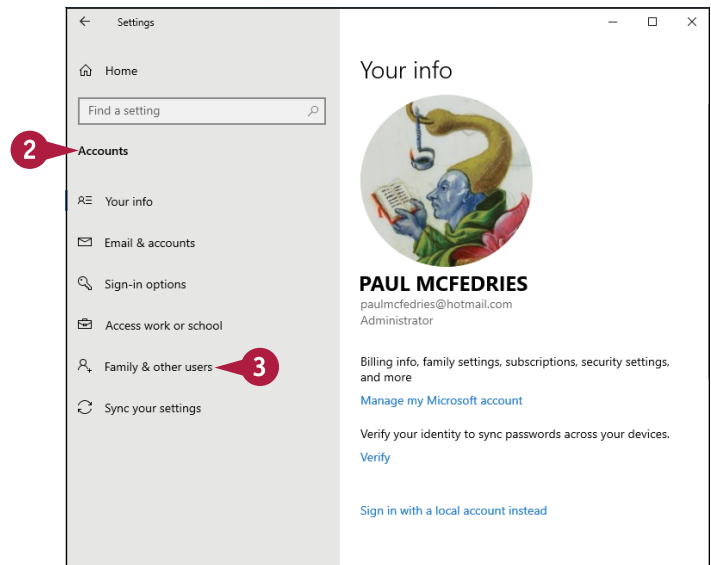 Settings
Home
Find a setting
2
Accounts
Your info
Email & accounts
Sign-in options
Access work or school
Family & other users
3
Sync your settings
Your info
PAUL MCFEDRIES
paulmcfedries@hotmail.com
Administrator
Billing info, family settings, subscriptions, security settings,
and more
Manage my Microsoft account
Verify your identity to sync passwords across your devices.
Verify
Sign in with a local account instead